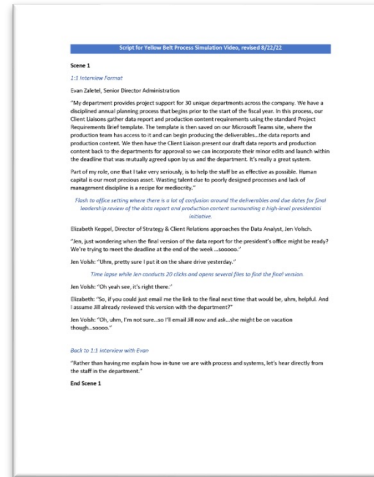 Script for Yellow Belt Process Simulation Video, revised 8/22/22
Scene 1
1:1 Interview Format
Evan Zaletel, Senior Director Administration
"My department provides project support for 30 unique departments across the company. We have a
disciplined annual planning process that begins prior to the start of the fiscal year. In this process, our
Client Liaisons gather data report and production content requirements using the standard Project
Requirements Brief template. The template is then saved on our Microsoft Teams site, where the
production team has access to it and can begin producing the deliverables...the data reports and
production content. We then have the Client Liaison present our draft data reports and production
content back to the departments for approval so we can incorporate their minor edits and launch within
the deadline that was mutually agreed upon by us and the department. It's really a great system.
Part of my role, one that I take very seriously, is to help the staff be as effective as possible. Human
capital is our most precious asset. Wasting talent due to poorly designed processes and lack of
management discipline is a recipe for mediocrity."
Flash to office setting where there is a lot of confusion around the deliverables and due dates for final
leadership review of the data report and production content surrounding a high-level presidential
initiative
Elizabeth Keppel, Director of Strategy & Client Relations approaches the Data Analyst, Jen Volsch.
"Jen, just wondering when the final version of the data report for the president's office might be ready?
We're trying to meet the deadline at the end of the week ...sooooo."
Jen Volsh: "Uhm, pretty sure I put it on the share drive yesterday."
Time lapse while Jen conducts 20 clicks and opens several files to find the final version
Jen Volsh: "Oh yeah see, it's right there."
Elizabeth: "So, if you could just email me the link to the final next time that would be, uhm, helpful. And
I assume Jill already reviewed this version with the department?"
Jen Volsh: "Oh, uhm, I'm not sure...so I'll email Jill now and ask...she might be on vacation
though...soooo."
Back to 1:1 interview with Evan
"Rather than having me explain how in-tune we are with process and systems, let's hear directly from
the staff in the department."
End Scene 1